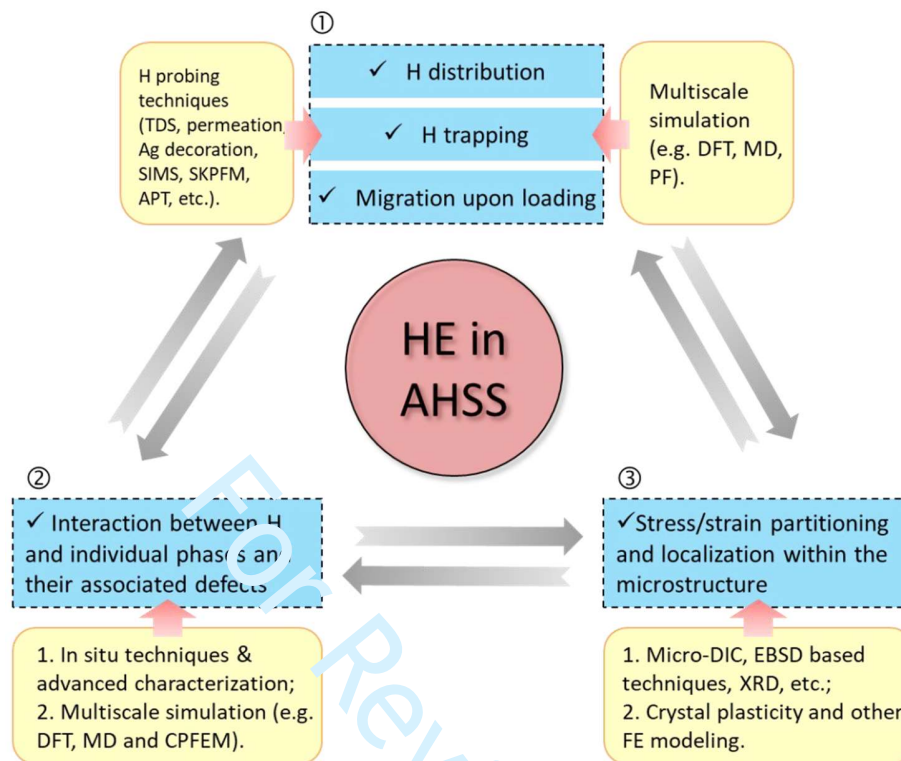 ①
H probing
techniques
(TDS, permeation,
Ag decoration,
SIMS, SKPFM,
APT, etc.).
✓ H distribution
✓ H trapping
✓ Migration upon loading
Multiscale
simulation
(e.g. DFT, MD,
PF).
HE in
AHSS
②
✓ Interaction between H
and individual phases and
their associated defects
1. In situ techniques &
advanced characterization;
2. Multiscale simulation (e.g.
DFT, MD and CPFEM).
③
✓Stress/strain partitioning
and localization within the
microstructure
1. Micro-DIC, EBSD based
techniques, XRD, etc.;
2. Crystal plasticity and other
FE modeling.
For Rev